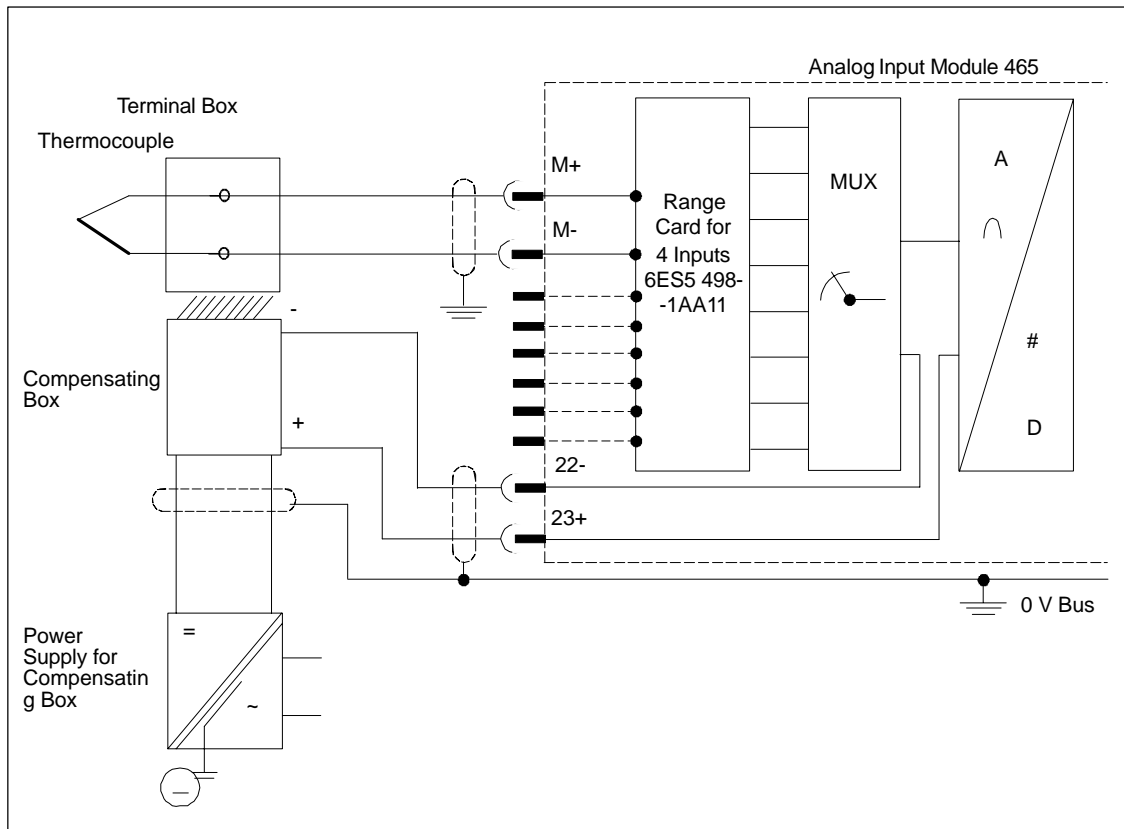 Analog Input Module 465
Terminal Box
Thermocouple
M+
M-
Range
Card for
4 Inputs
6ES5 498-
-1AA11
MUX
A
∩
#
D
-
Compensating
Box
+
22-
23+
0 V Bus
Power
Supply for
Compensatin
g Box
=
~